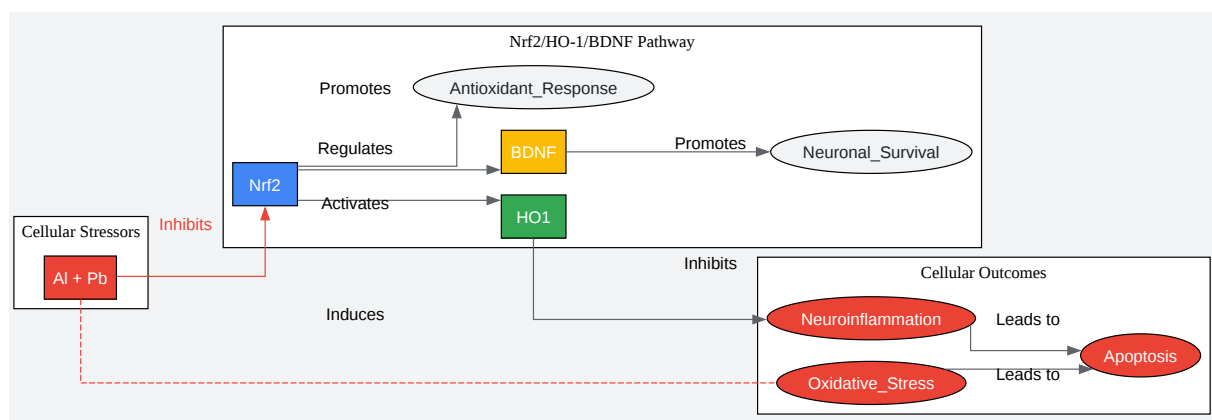 Nrf2/HO-1/BDNF Pathway
Promotes
Antioxidant_Response
Regulates
BDNF
Promotes
Neuronal_Survival
Nrf2
Activates
HO1
Cellular Stressors
Inhibits
Al + Pb
Inhibits
Induces
Cellular Outcomes
Neuroinflammation
Leads to
Apoptosis
Oxidative_Stress
Leads to